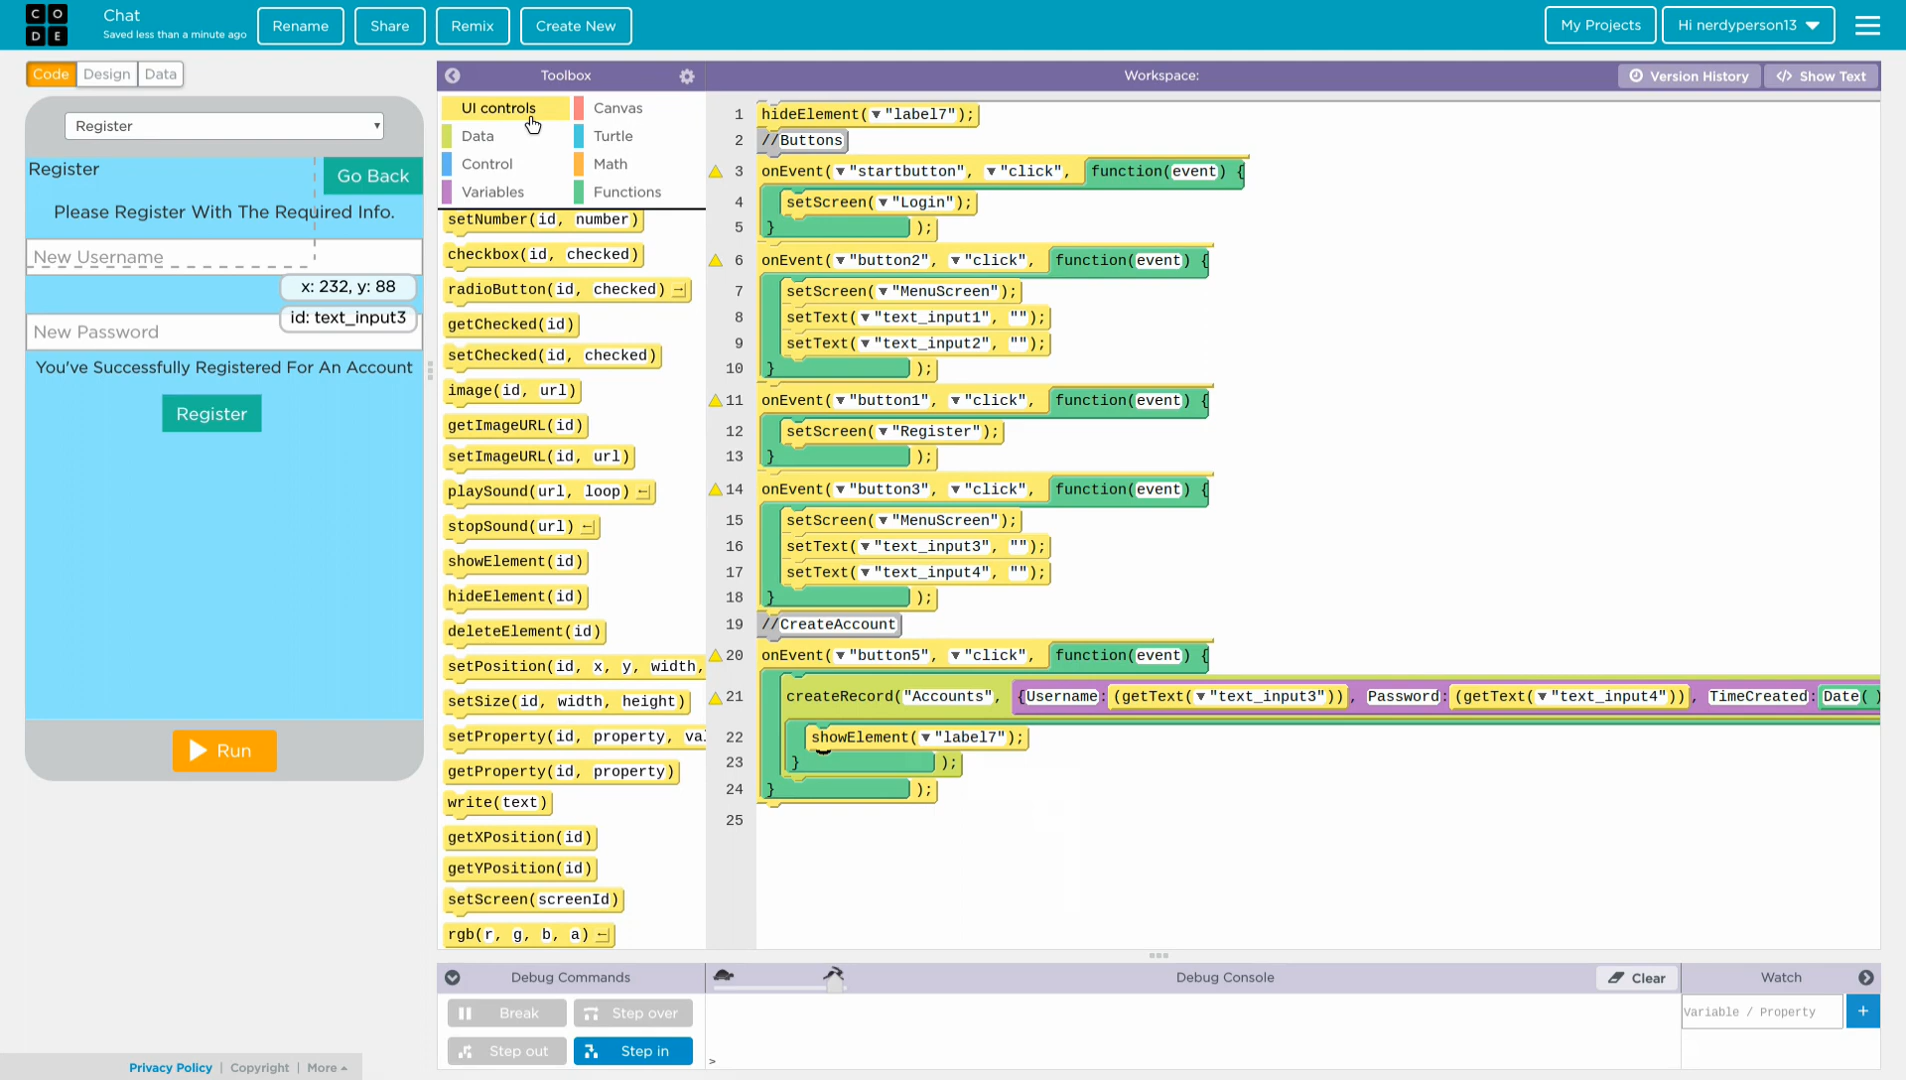 CODE
Chat
Saved less than a minute ago
Rename
Share
Remix
Create New
My Projects
Hi nerdyperson13
Code
Design
Data
Register
Register
Go Back
Please Register With The Required Info.
New Username
x: 232, y: 88
id: text_input3
New Password
You've Successfully Registered For An Account
Register
Run
Toolbox
UI controls
Canvas
Data
Turtle
Control
Math
Variables
Functions
setNumber(id, number)
checkbox(id, checked)
radioButton(id, checked)
getChecked(id)
setChecked(id, checked)
image(id, url)
getImageURL(id)
setImageURL(id, url)
playSound(url, loop)
stopSound(url)
showElement(id)
hideElement(id)
deleteElement(id)
setPosition(id, x, y, width,
setSize(id, width, height)
setProperty(id, property, val
getProperty(id, property)
write(text)
getXPosition(id)
getYPosition(id)
setScreen(screenId)
rgb(r, g, b, a)
Workspace:
Version History
</> Show Text
1 hideElement("label7");
2 //Buttons
3 onEvent("startbutton", "click", function(event) {
4 setScreen("Login");
5 } );
6 onEvent("button2", "click", function(event) {
7 setScreen("MenuScreen");
8 setText("text_input1", "");
9 setText("text_input2", "");
10 } );
11 onEvent("button1", "click", function(event) {
12 setScreen("Register");
13 } );
14 onEvent("button3", "click", function(event) {
15 setScreen("MenuScreen");
16 setText("text_input3", "");
17 setText("text_input4", "");
18 } );
19 //CreateAccount
20 onEvent("button5", "click", function(event) {
21 createRecord("Accounts", {Username:(getText("text_input3")), Password:(getText("text_input4")), TimeCreated:Date( )
22 showElement("label7");
23 } );
24 } );
25
Debug Commands
Debug Console
Clear
Watch
Break
Step over
Step out
Step in
Variable / Property
+
>
Privacy Policy | Copyright | More